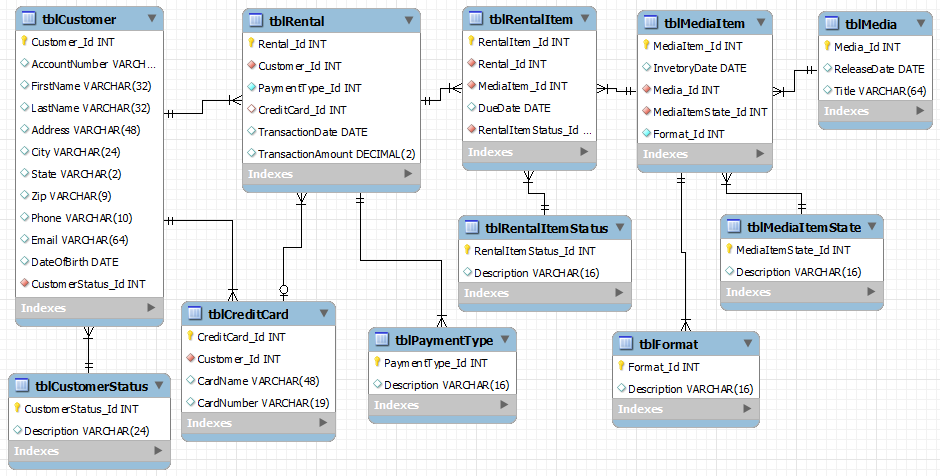 tblCustomer
Customer_Id INT
AccountNumber VARCH...
FirstName VARCHAR(32)
LastName VARCHAR(32)
Address VARCHAR(48)
City VARCHAR(24)
State VARCHAR(2)
Zip VARCHAR(9)
Phone VARCHAR(10)
Email VARCHAR(64)
DateOfBirth DATE
CustomerStatus_Id INT
Indexes
tblRental
Rental_Id INT
Customer_Id INT
PaymentType_Id INT
CreditCard_Id INT
TransactionDate DATE
TransactionAmount DECIMAL(2)
Indexes
tblRentalItem
RentalItem_Id INT
Rental_Id INT
MediaItem_Id INT
DueDate DATE
RentalItemStatus_Id ...
Indexes
tblMediaItem
MediaItem_Id INT
InvetoryDate DATE
Media_Id INT
MediaItemState_Id INT
Format_Id INT
Indexes
tblMedia
Media_Id INT
ReleaseDate DATE
Title VARCHAR(64)
Indexes
tblRentalItemStatus
RentalItemStatus_Id INT
Description VARCHAR(16)
Indexes
tblMediaItemState
MediaItemState_Id INT
Description VARCHAR(16)
Indexes
tblCreditCard
CreditCard_Id INT
Customer_Id INT
CardName VARCHAR(48)
CardNumber VARCHAR(19)
Indexes
tblPaymentType
PaymentType_Id INT
Description VARCHAR(16)
Indexes
tblFormat
Format_Id INT
Description VARCHAR(16)
Indexes
tblCustomerStatus
CustomerStatus_Id INT
Description VARCHAR(24)
Indexes